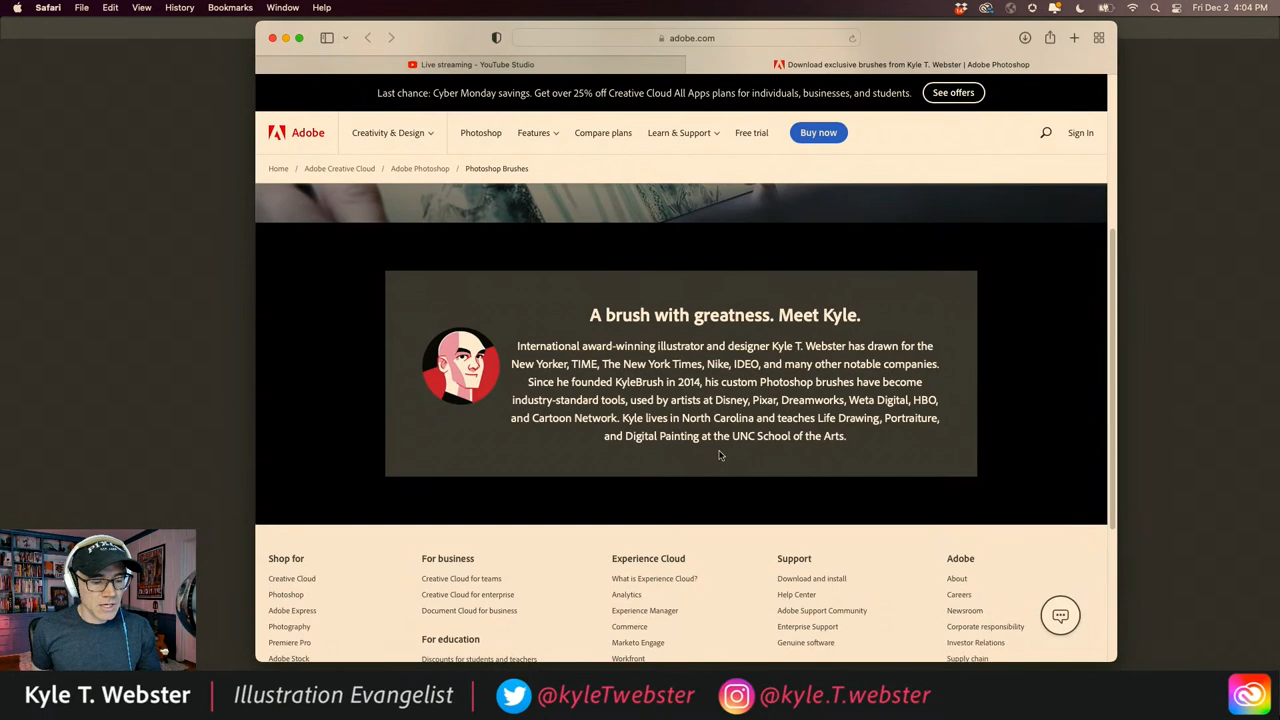 Safari File Edit View History Bookmarks Window Help 14 Fri Dec 2 4:04 PM
adobe.com
Live streaming - YouTube Studio Download exclusive brushes from Kyle T. Webster | Adobe Photoshop
Last chance: Cyber Monday savings. Get over 25% off Creative Cloud All Apps plans for individuals, businesses, and students. See offers
Adobe Creativity & Design Photoshop Features Compare plans Learn & Support Free trial Buy now Sign In
Home / Adobe Creative Cloud / Adobe Photoshop / Photoshop Brushes
A brush with greatness. Meet Kyle.
International award-winning illustrator and designer Kyle T. Webster has drawn for the
New Yorker, TIME, The New York Times, Nike, IDEO, and many other notable companies.
Since he founded KyleBrush in 2014, his custom Photoshop brushes have become
industry-standard tools, used by artists at Disney, Pixar, Dreamworks, Weta Digital, HBO,
and Cartoon Network. Kyle lives in North Carolina and teaches Life Drawing, Portraiture,
and Digital Painting at the UNC School of the Arts.
Shop for For business Experience Cloud Support Adobe
Creative Cloud Creative Cloud for teams What is Experience Cloud? Download and install About
Photoshop Creative Cloud for enterprise Analytics Help Center Careers
Adobe Express Document Cloud for business Experience Manager Adobe Support Community Newsroom
Photography Commerce Enterprise Support Corporate responsibility
Premiere Pro For education Marketo Engage Genuine software Investor Relations
Adobe Stock Discounts for students and teachers Workfront Supply chain
Kyle T. Webster | Illustration Evangelist | @kyleTwebster @kyle.T.webster